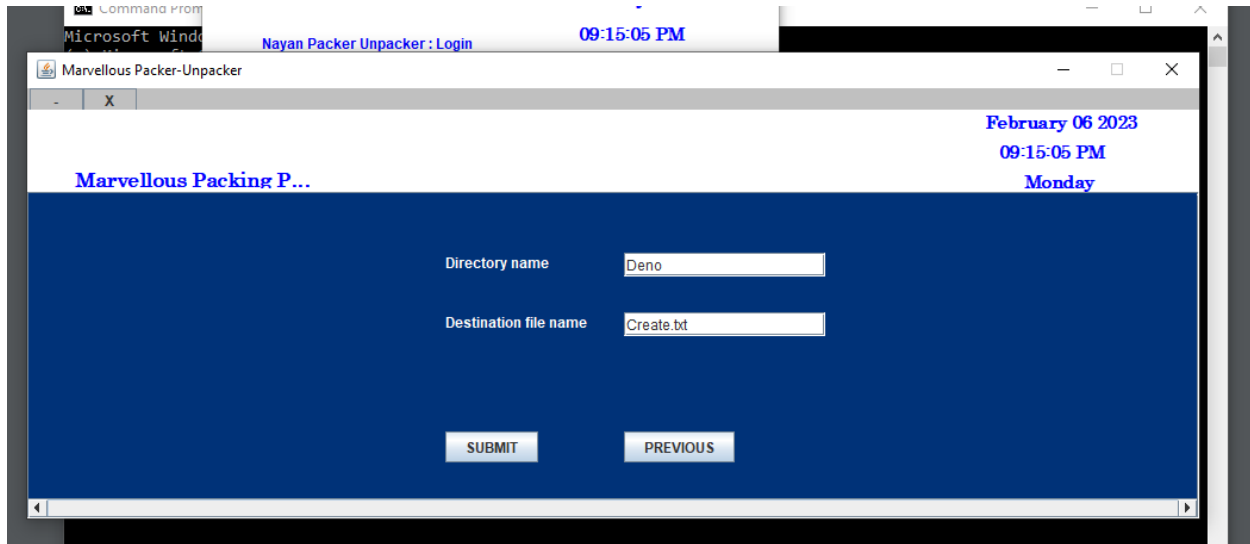 Command Prom
Microsoft Windo
09:15:05 PM
Nayan Packer Unpacker : Login
Marvellous Packer-Unpacker
- X
February 06 2023
09:15:05 PM
Marvellous Packing P...
Monday
Directory name
Deno
Destination file name
Create.txt
SUBMIT
PREVIOUS